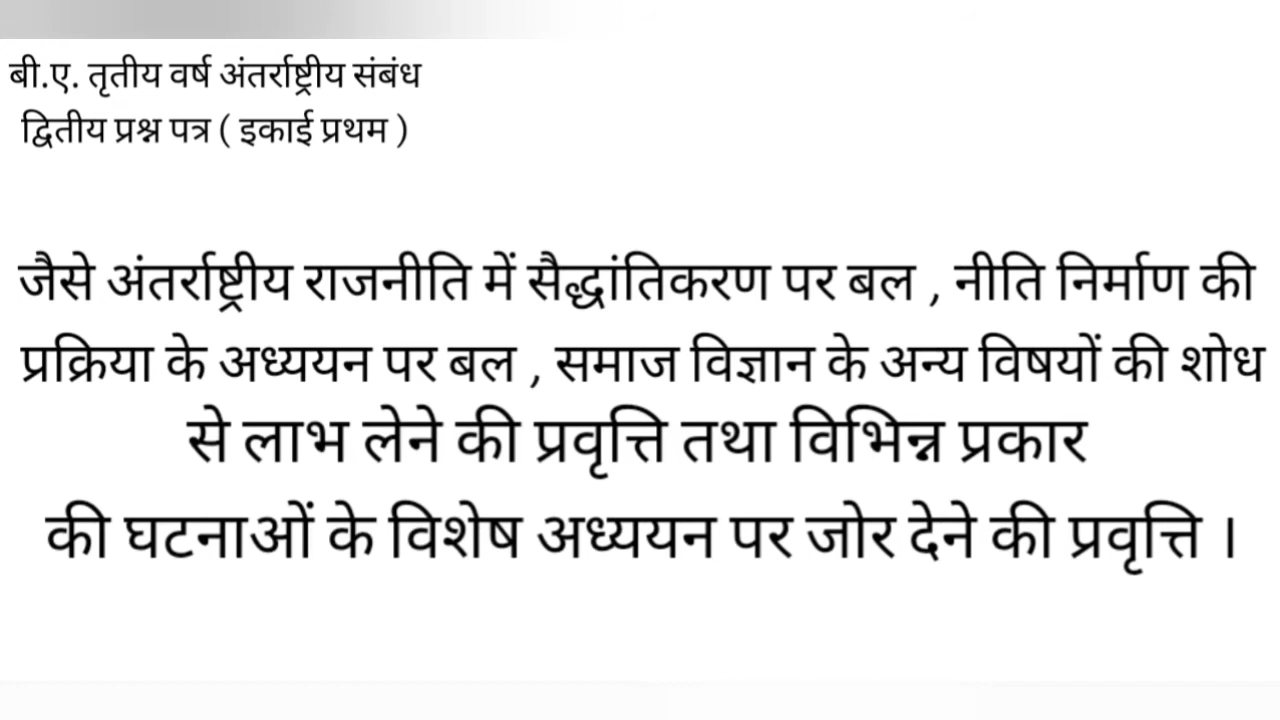 बी.ए. तृतीय वर्ष अंतर्राष्ट्रीय संबंध
द्वितीय प्रश्न पत्र ( इकाई प्रथम )
जैसे अंतर्राष्ट्रीय राजनीति में सैद्धांतिकरण पर बल , नीति निर्माण की
प्रक्रिया के अध्ययन पर बल , समाज विज्ञान के अन्य विषयों की शोध
से लाभ लेने की प्रवृत्ति तथा विभिन्न प्रकार
की घटनाओं के विशेष अध्ययन पर जोर देने की प्रवृत्ति ।